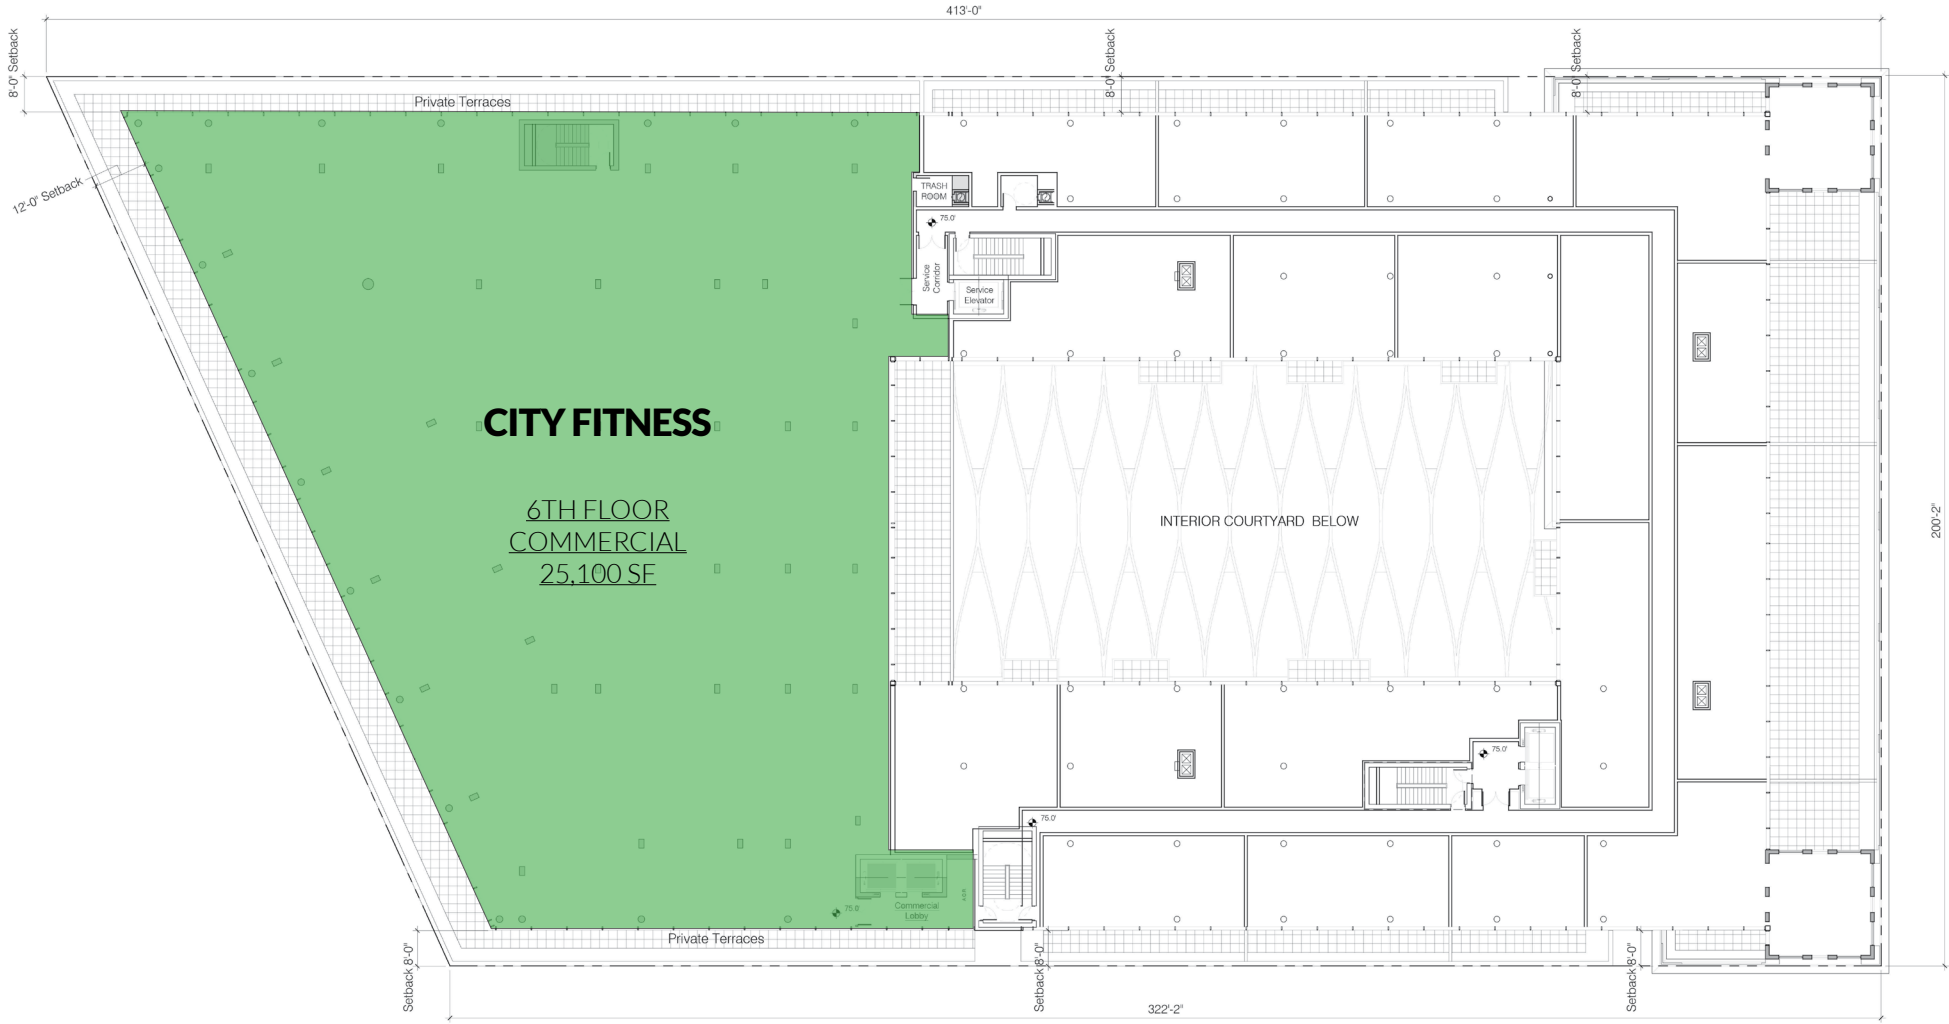 413'-0"
8'-0" Setback
8'-0" Setback
8'-0" Setback
Private Terraces
12'-0" Setback
TRASH
ROOM
75.0'
Service
Corridor
Service
Elevator
CITY FITNESS
6TH FLOOR
COMMERCIAL
25,100 SF
INTERIOR COURTYARD BELOW
200'-2"
75.0'
75.0'
75.0'
Commercial
Lobby
Private Terraces
Setback 8'-0"
Setback 8'-0"
Setback 8'-0"
322'-2"